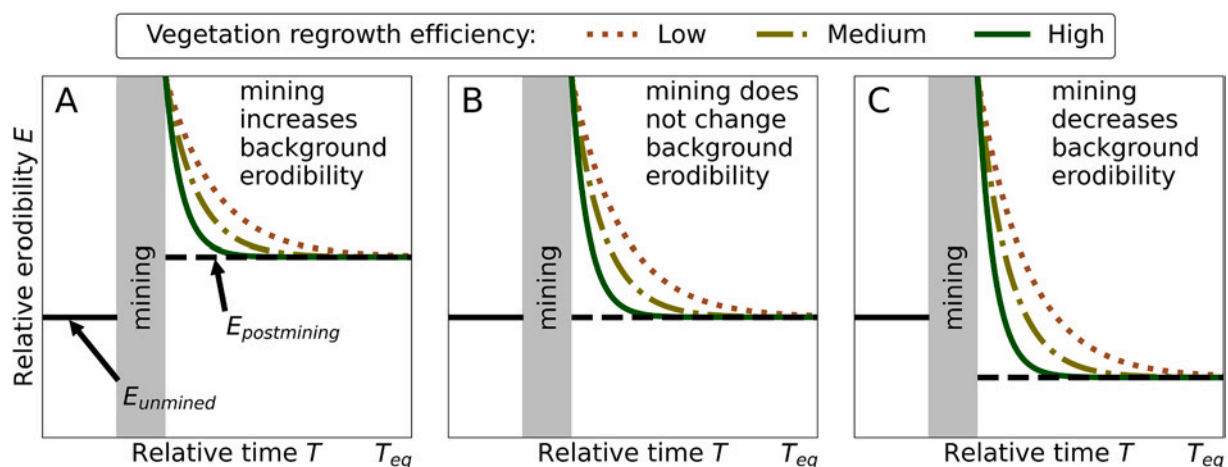 Vegetation regrowth efficiency: Low Medium High
Relative erodibility E
A
mining
increases
background
erodibility
mining
E_postmining
E_unmined
Relative time T
T_eq
B
mining does
not change
background
erodibility
mining
Relative time T
T_eq
C
mining
decreases
background
erodibility
mining
Relative time T
T_eq